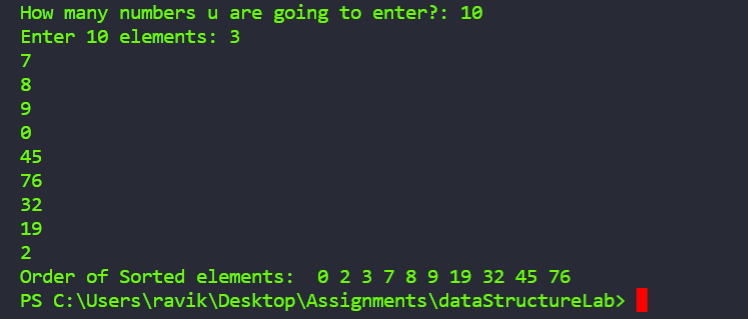 How many numbers u are going to enter?: 10
Enter 10 elements: 3
7
8
9
0
45
76
32
19
2
Order of Sorted elements:  0 2 3 7 8 9 19 32 45 76
PS C:\Users\ravik\Desktop\Assignments\dataStructureLab>